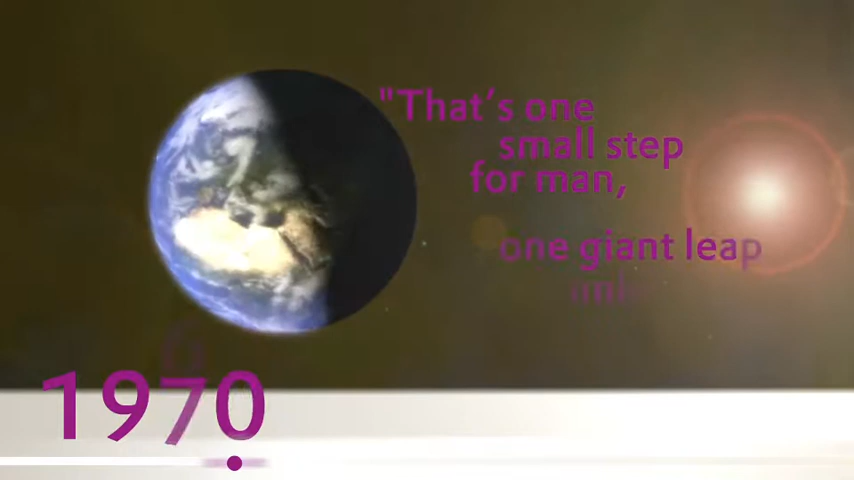 "That's one
small step
for man,
one giant leap
1970